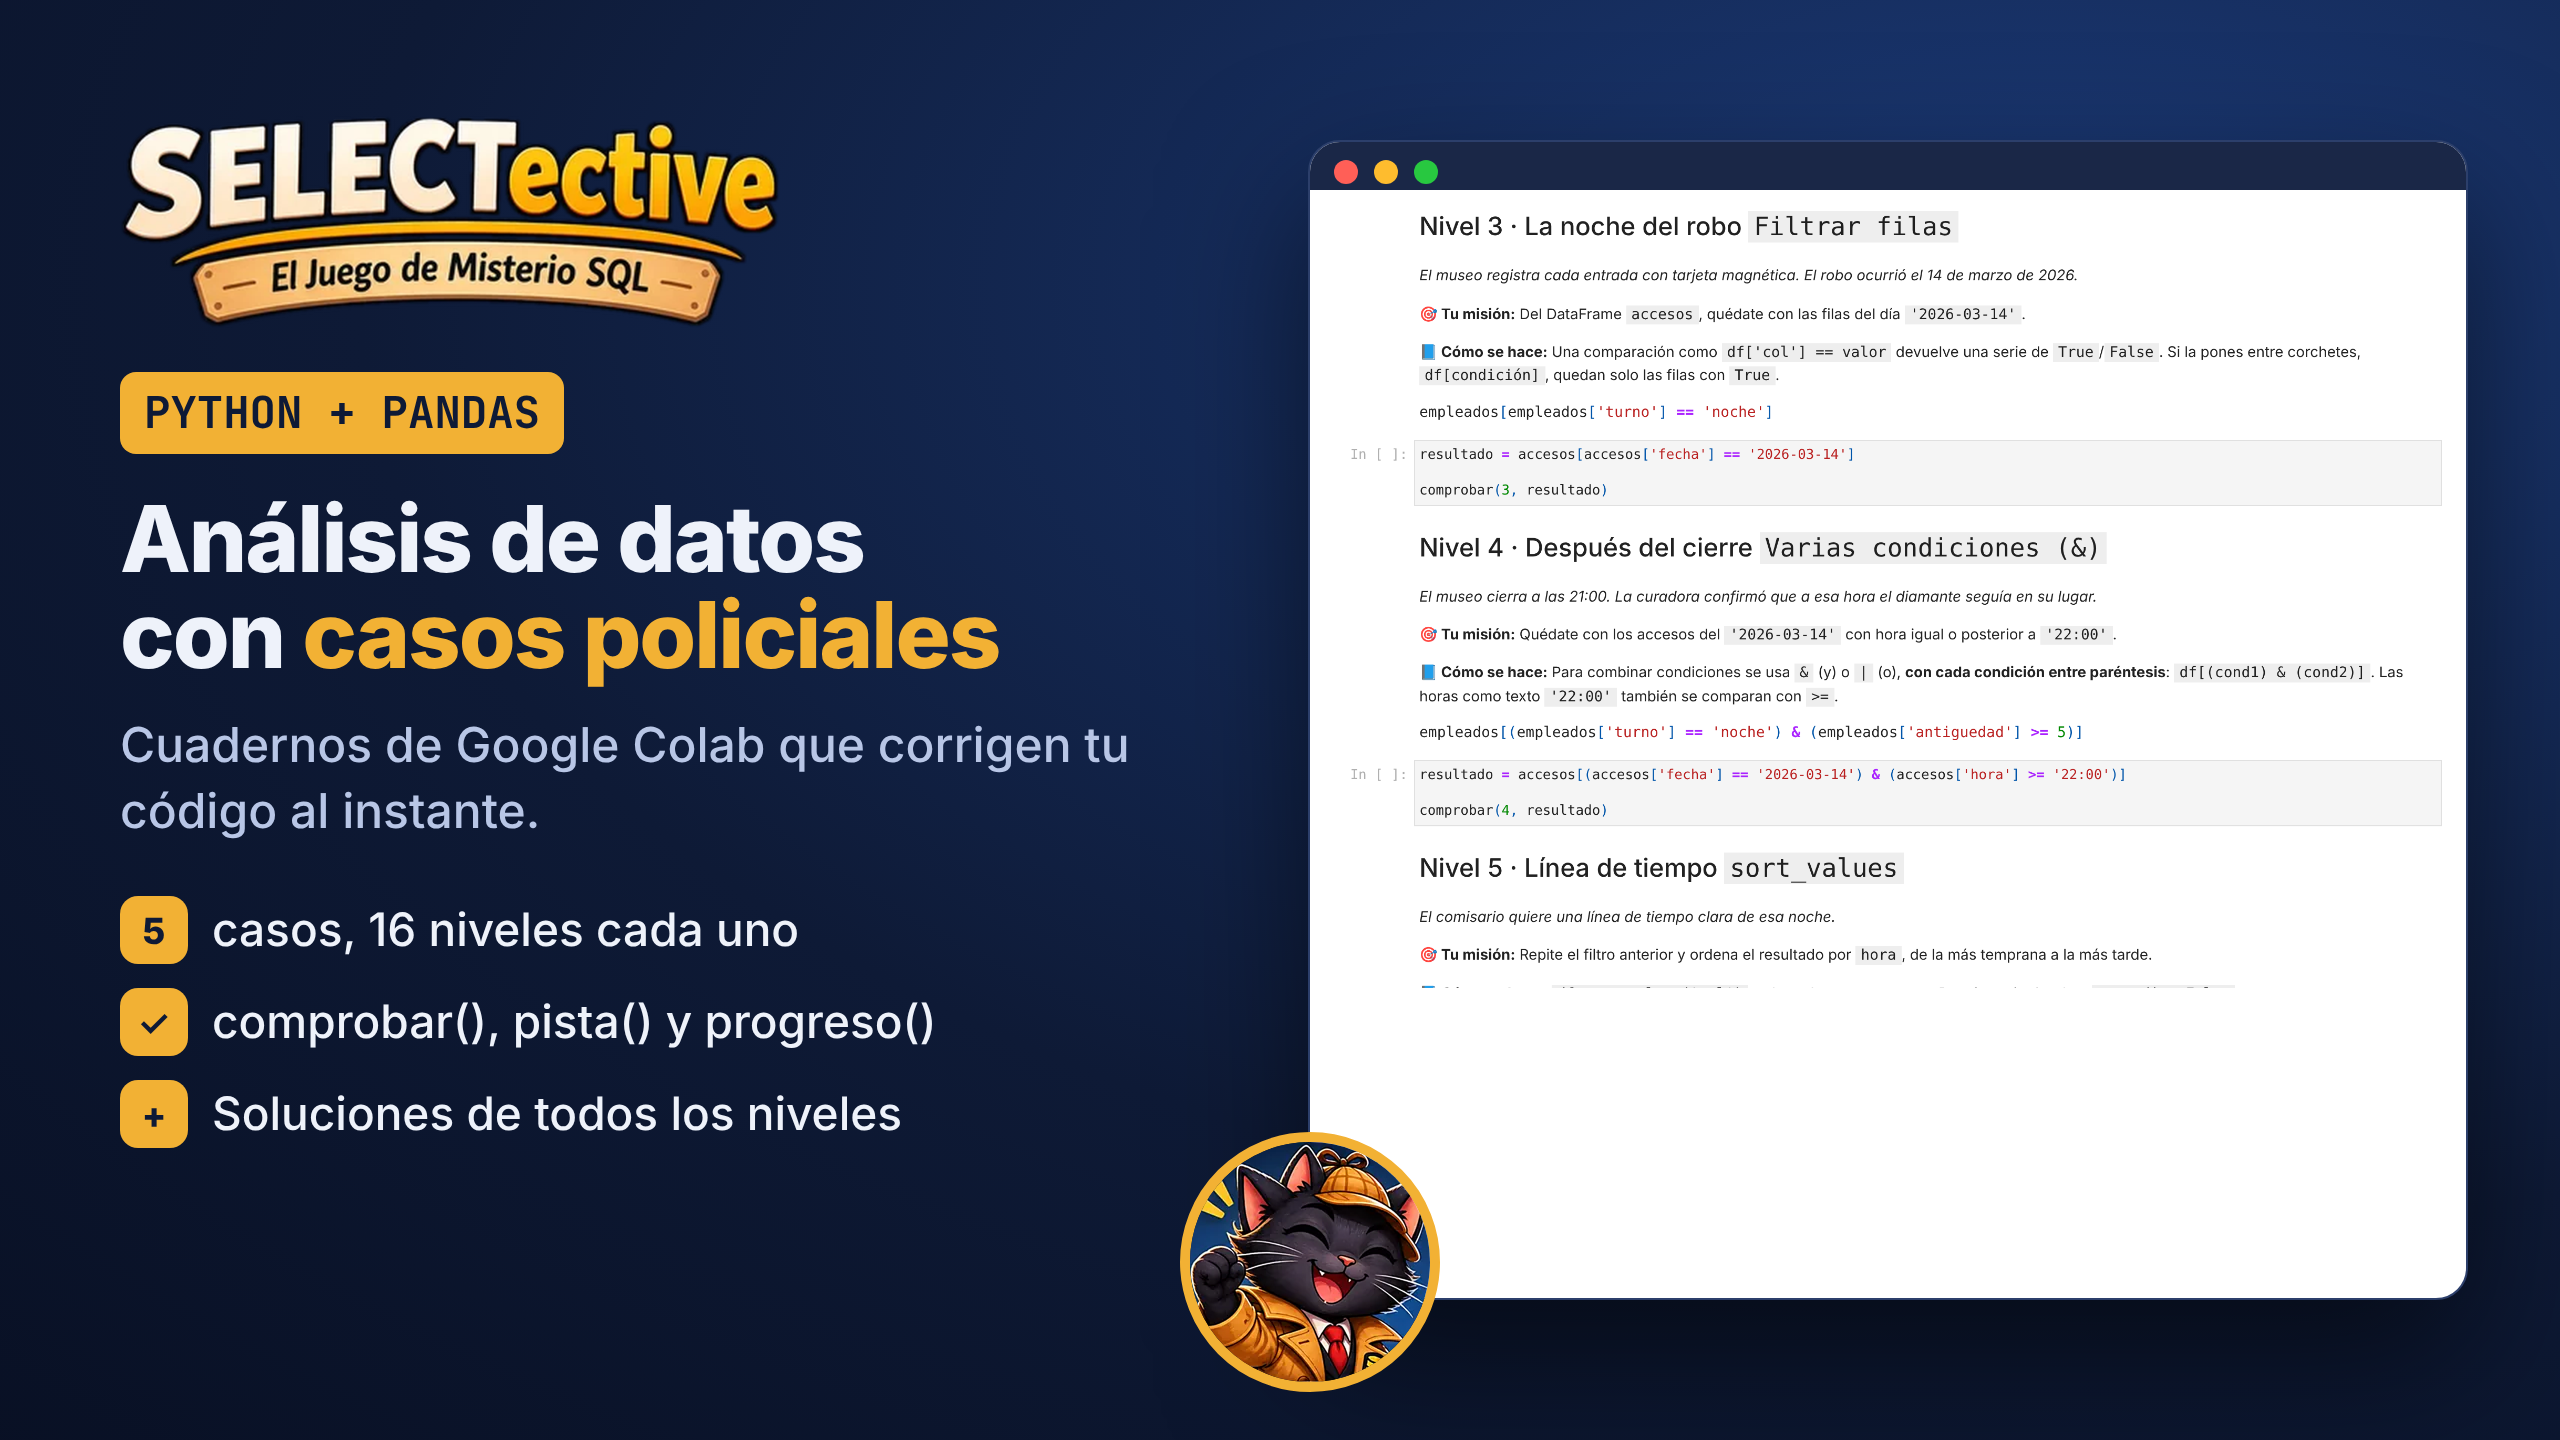 SELECTective
El Juego de Misterio SQL
PYTHON + PANDAS
Análisis de datos
con casos policiales
Cuadernos de Google Colab que corrigen tu
código al instante.
5 casos, 16 niveles cada uno
✓ comprobar(), pista() y progreso()
+ Soluciones de todos los niveles
Nivel 3 · La noche del robo Filtrar filas
El museo registra cada entrada con tarjeta magnética. El robo ocurrió el 14 de marzo de 2026.
🎯 Tu misión: Del DataFrame accesos, quédate con las filas del día '2026-03-14'.
📘 Cómo se hace: Una comparación como df['col'] == valor devuelve una serie de True/False. Si la pones entre corchetes,
df[condición], quedan solo las filas con True.
empleados[empleados['turno'] == 'noche']
In [ ]: resultado = accesos[accesos['fecha'] == '2026-03-14']
comprobar(3, resultado)
Nivel 4 · Después del cierre Varias condiciones (&)
El museo cierra a las 21:00. La curadora confirmó que a esa hora el diamante seguía en su lugar.
🎯 Tu misión: Quédate con los accesos del '2026-03-14' con hora igual o posterior a '22:00'.
📘 Cómo se hace: Para combinar condiciones se usa & (y) o | (o), con cada condición entre paréntesis: df[(cond1) & (cond2)]. Las
horas como texto '22:00' también se comparan con >=.
empleados[(empleados['turno'] == 'noche') & (empleados['antiguedad'] >= 5)]
In [ ]: resultado = accesos[(accesos['fecha'] == '2026-03-14') & (accesos['hora'] >= '22:00')]
comprobar(4, resultado)
Nivel 5 · Línea de tiempo sort_values
El comisario quiere una línea de tiempo clara de esa noche.
🎯 Tu misión: Repite el filtro anterior y ordena el resultado por hora, de la más temprana a la más tarde.